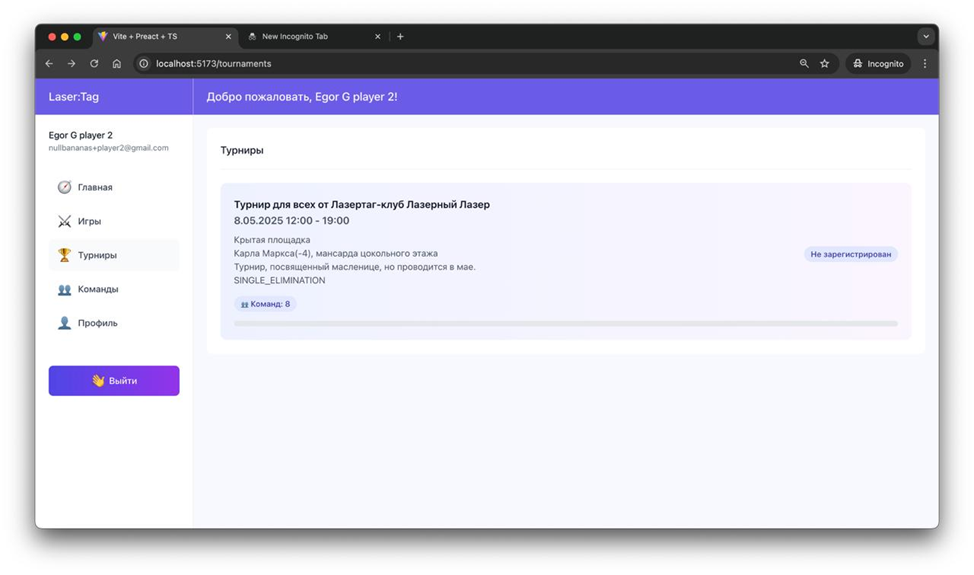 Vite + Preact + TS
New Incognito Tab
localhost:5173/tournaments
Incognito
Laser:Tag
Добро пожаловать, Egor G player 2!
Egor G player 2
nullbananas+player2@gmail.com
Главная
Игры
Турниры
Команды
Профиль
Выйти
Турниры
Турнир для всех от Лазертаг-клуб Лазерный Лазер
8.05.2025 12:00 - 19:00
Крытая площадка
Карла Маркса(-4), мансарда цокольного этажа
Турнир, посвященный масленице, но проводится в мае.
SINGLE_ELIMINATION
Команд: 8
Не зарегистрирован